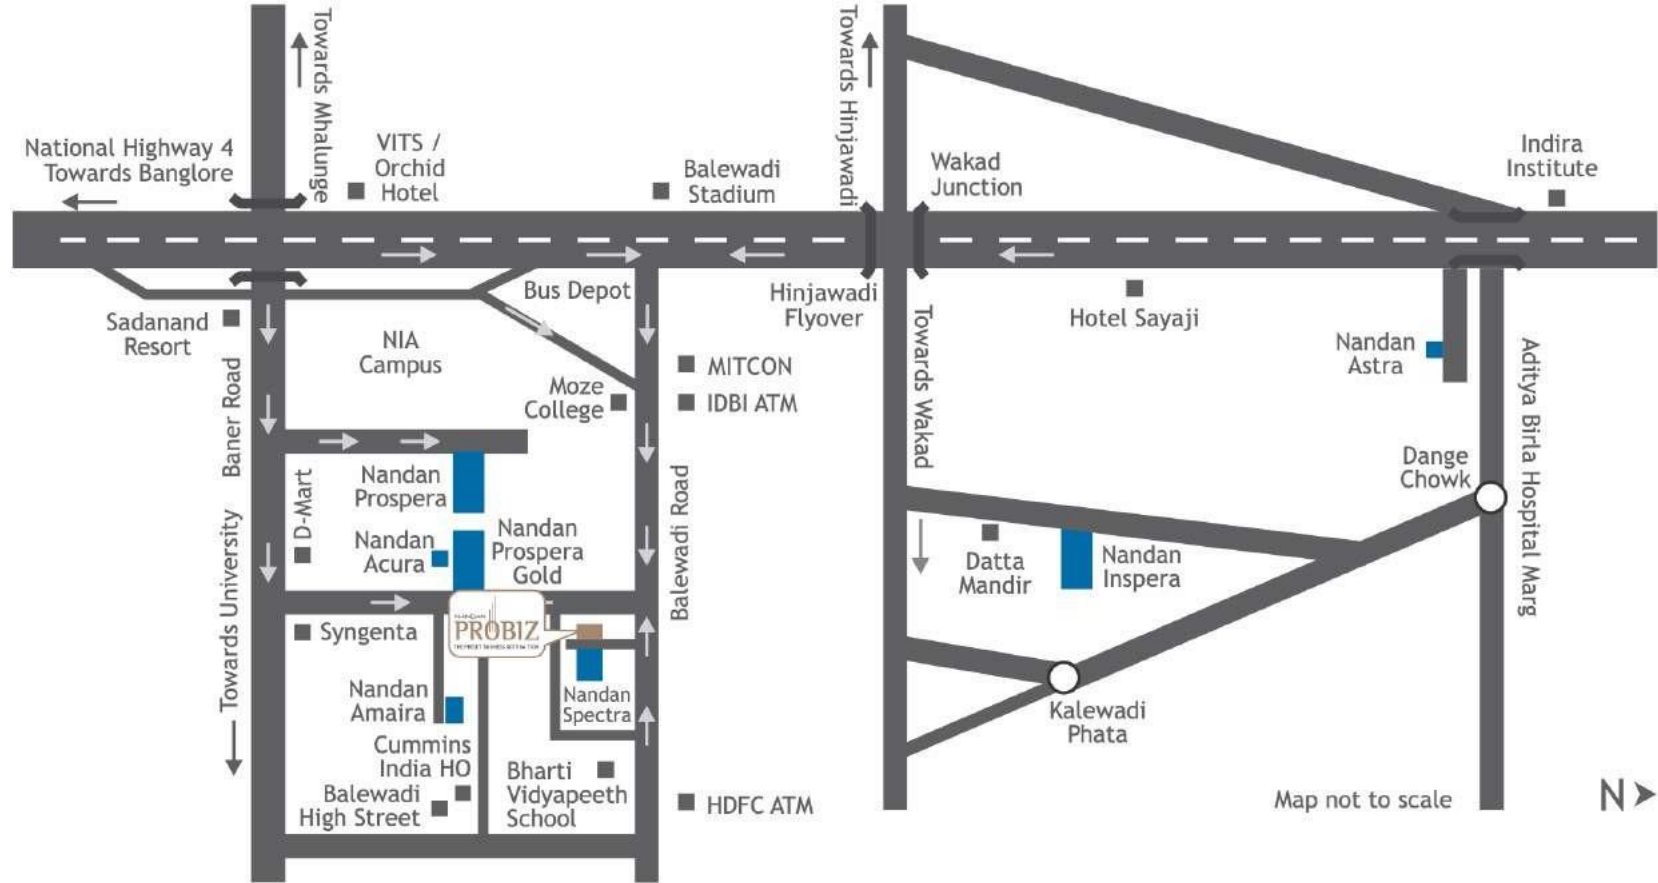 Towards Mhalunge
Towards Hinjawadi
National Highway 4
Towards Banglore
VITS /
Orchid
Hotel
Balewadi
Stadium
Wakad
Junction
Indira
Institute
Sadanand
Resort
NIA
Campus
Bus Depot
Hinjawadi
Flyover
Hotel Sayaji
Nandan
Astra
MITCON
IDBI ATM
Moze
College
Baner Road
Towards University
Towards Wakad
Aditya Birla Hospital Marg
Dange
Chowk
D-Mart
Nandan
Prospera
Nandan
Acura
Nandan
Prospera
Gold
Balewadi Road
Datta
Mandir
Nandan
Inspera
Syngenta
NANDAN
PROBIZ
Nandan
Amaira
Nandan
Spectra
Kalewadi
Phata
Cummins
India HO
Balewadi
High Street
Bharti
Vidyapeeth
School
HDFC ATM
Map not to scale
N